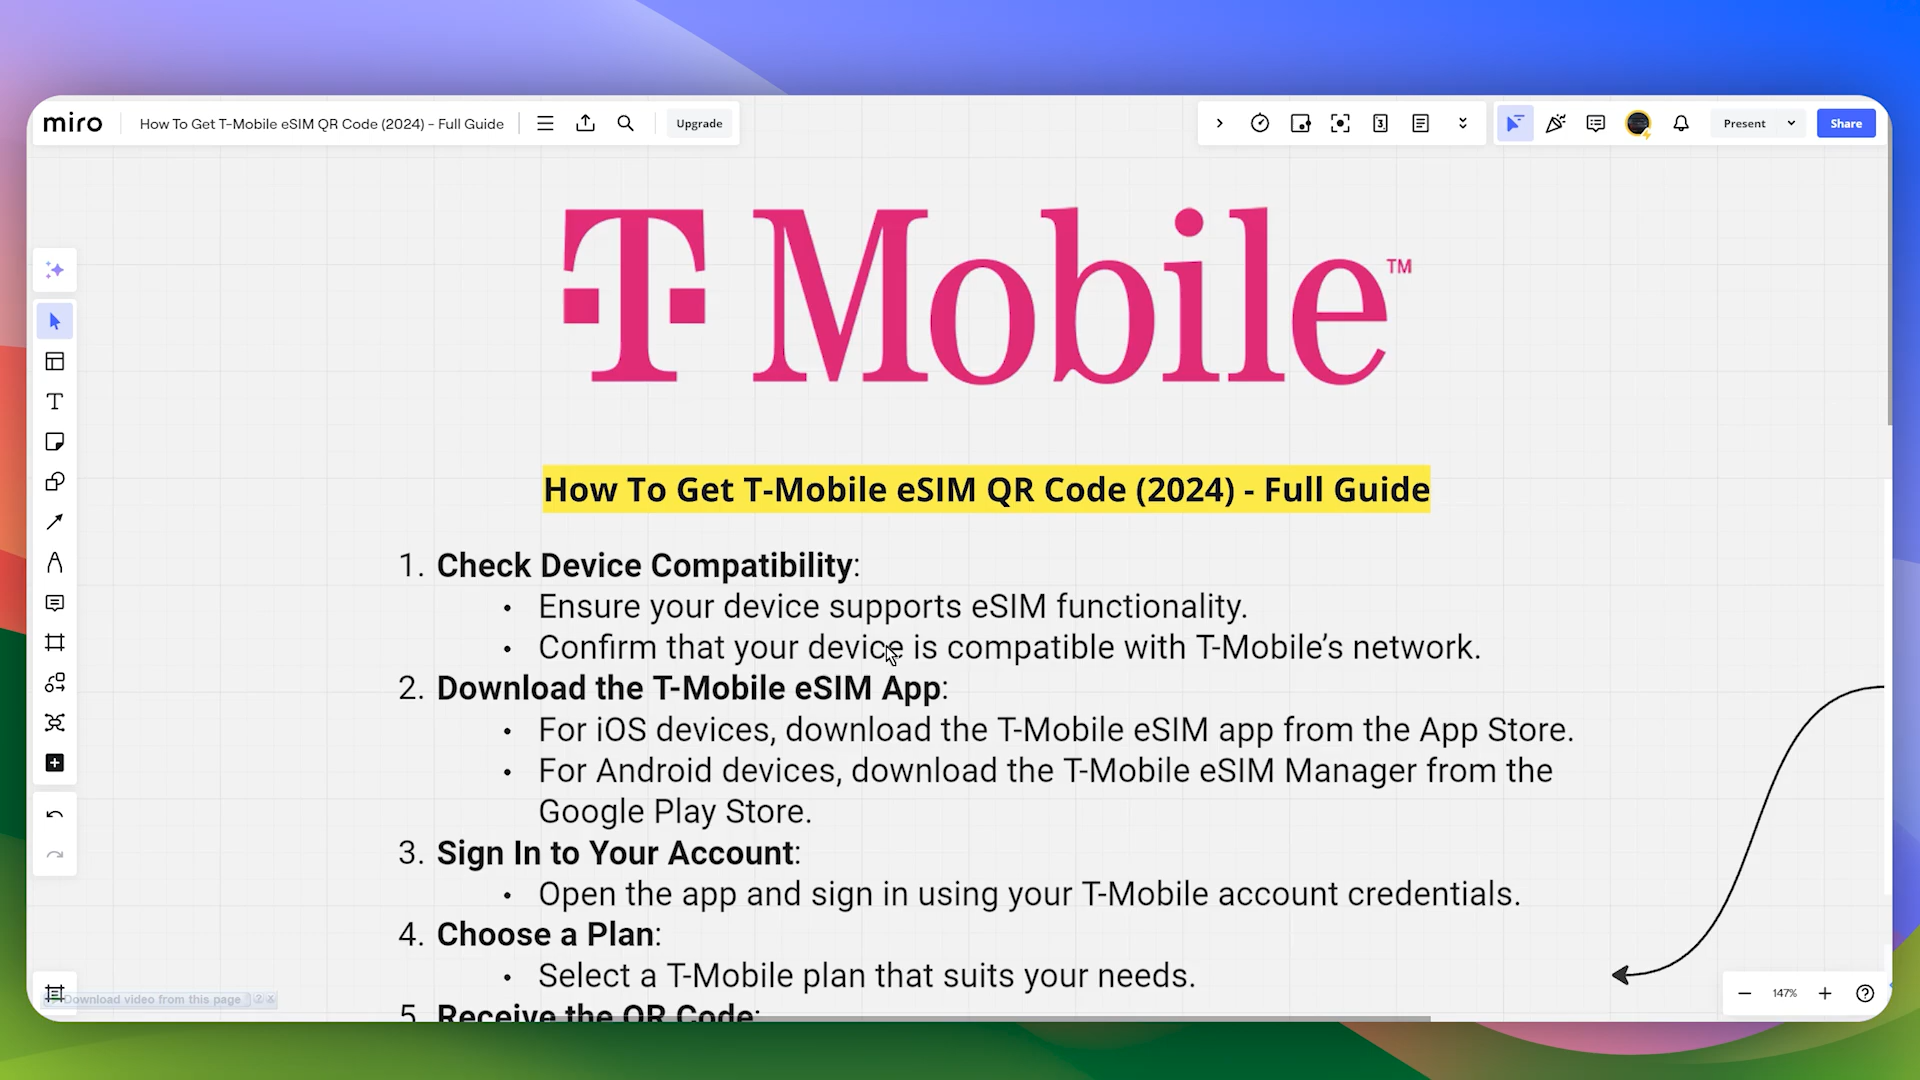 miro
How To Get T-Mobile eSIM QR Code (2024) - Full Guide
Upgrade
3
Present
Share
T Mobile™
How To Get T-Mobile eSIM QR Code (2024) - Full Guide
1. Check Device Compatibility:
• Ensure your device supports eSIM functionality.
• Confirm that your device is compatible with T-Mobile’s network.
2. Download the T-Mobile eSIM App:
• For iOS devices, download the T-Mobile eSIM app from the App Store.
• For Android devices, download the T-Mobile eSIM Manager from the
Google Play Store.
3. Sign In to Your Account:
• Open the app and sign in using your T-Mobile account credentials.
4. Choose a Plan:
• Select a T-Mobile plan that suits your needs.
5. Receive the QR Code:
Download video from this page ? x
147%